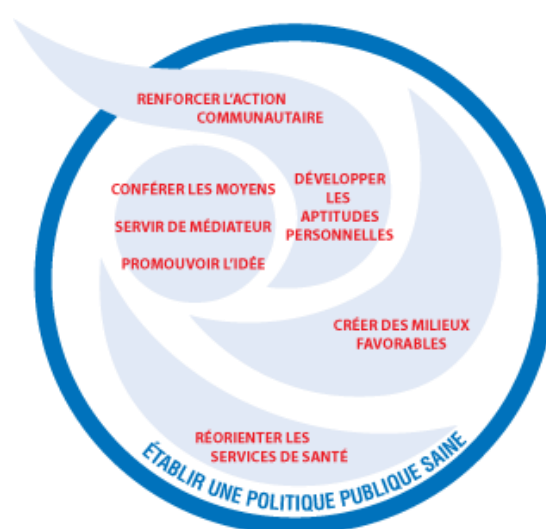 RENFORCER L'ACTION
COMMUNAUTAIRE
CONFÉRER LES MOYENS
SERVIR DE MÉDIATEUR
PROMOUVOIR L'IDÉE
DÉVELOPPER
LES
APTITUDES
PERSONNELLES
CRÉER DES MILIEUX
FAVORABLES
RÉORIENTER LES
SERVICES DE SANTÉ
ÉTABLIR UNE POLITIQUE PUBLIQUE SAINE